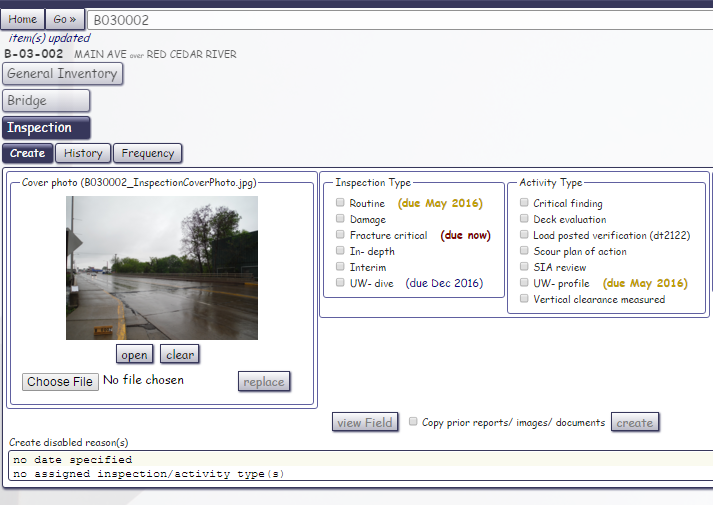 Home Go » B030002
item(s) updated
B-03-002 MAIN AVE over RED CEDAR RIVER
General Inventory
Bridge
Inspection
Create History Frequency
Cover photo (B030002_InspectionCoverPhoto.jpg)
open clear
Choose File No file chosen replace
Inspection Type
Routine (due May 2016)
Damage
Fracture critical (due now)
In- depth
Interim
UW- dive (due Dec 2016)
Activity Type
Critical finding
Deck evaluation
Load posted verification (dt2122)
Scour plan of action
SIA review
UW- profile (due May 2016)
Vertical clearance measured
view Field Copy prior reports/ images/ documents create
Create disabled reason(s)
no date specified
no assigned inspection/activity type(s)